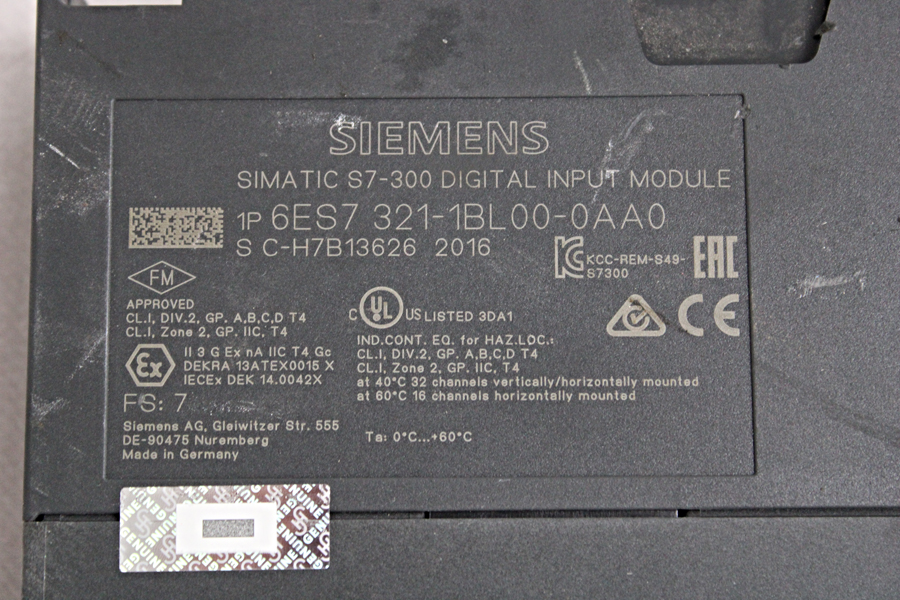 SIEMENS
SIMATIC S7-300 DIGITAL INPUT MODULE
1P 6ES7 321-1BL00-0AA0
S C-H7B13626 2016
KCC-REM-S49-
S7300
EAC
FM
APPROVED
CL.I, DIV.2, GP. A,B,C,D T4
CL.I, Zone 2, GP. IIC, T4
Ex
II 3 G Ex nA IIC T4 Gc
DEKRA 13ATEX0015 X
IECEx DEK 14.0042X
FS: 7
Siemens AG, Gleiwitzer Str. 555
DE-90475 Nuremberg
Made in Germany
C UL US LISTED 3DA1
IND.CONT. EQ. for HAZ.LOC.:
CL.I, DIV.2, GP. A,B,C,D T4
CL.I, Zone 2, GP. IIC, T4
at 40°C 32 channels vertically/horizontally mounted
at 60°C 16 channels horizontally mounted
Ta: 0°C...+60°C
CE
GENUINE